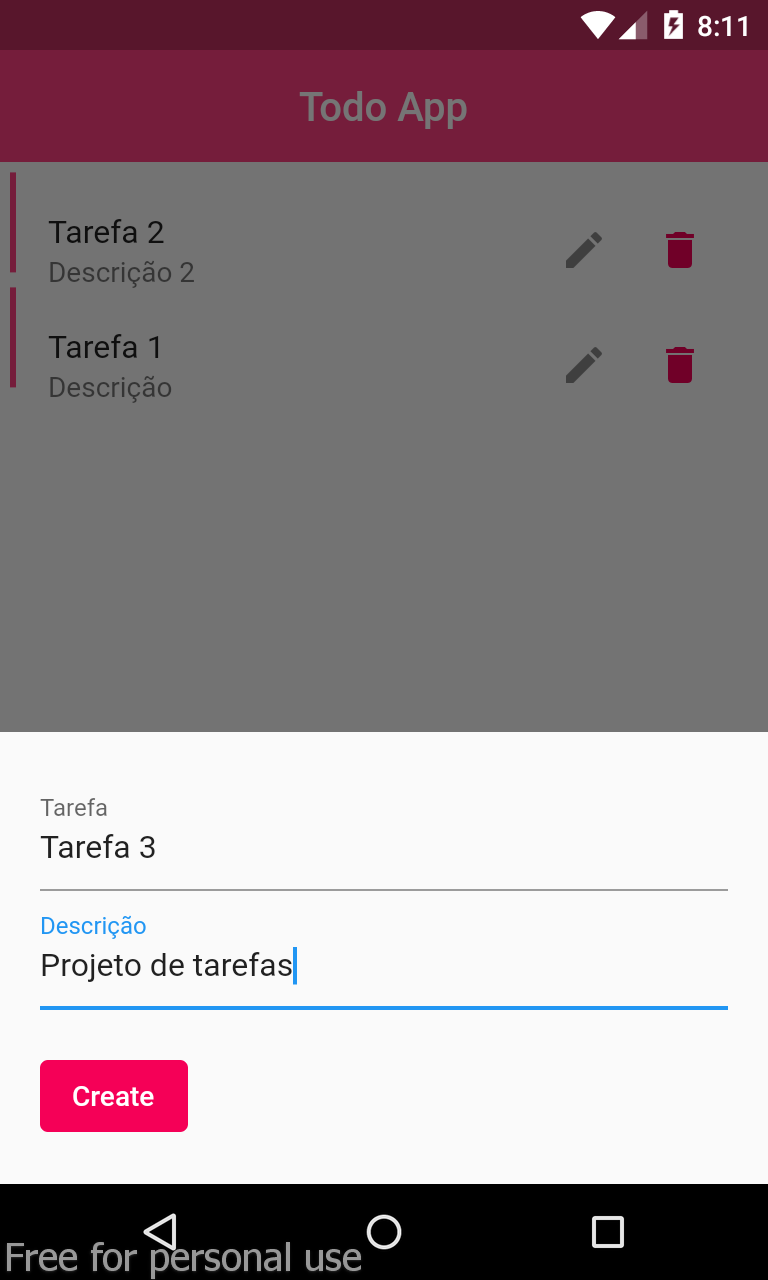 8:11
Todo App
Tarefa 2
Descrição 2
Tarefa 1
Descrição
Tarefa
Tarefa 3
Descrição
Projeto de tarefas
Create
Free for personal use